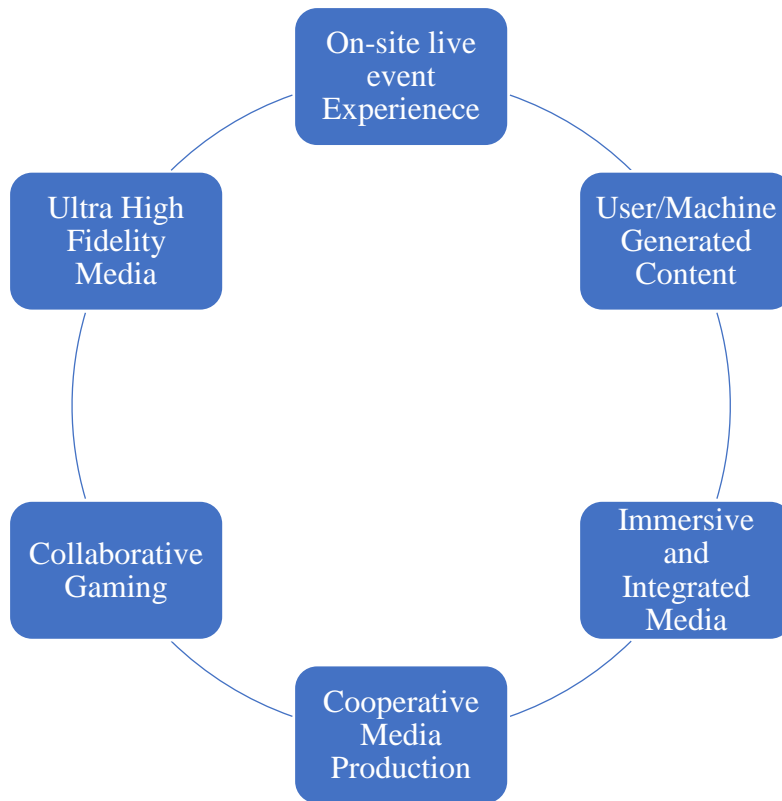 On-site live
event
Experienece
User/Machine
Generated
Content
Immersive
and
Integrated
Media
Cooperative
Media
Production
Collaborative
Gaming
Ultra High
Fidelity
Media